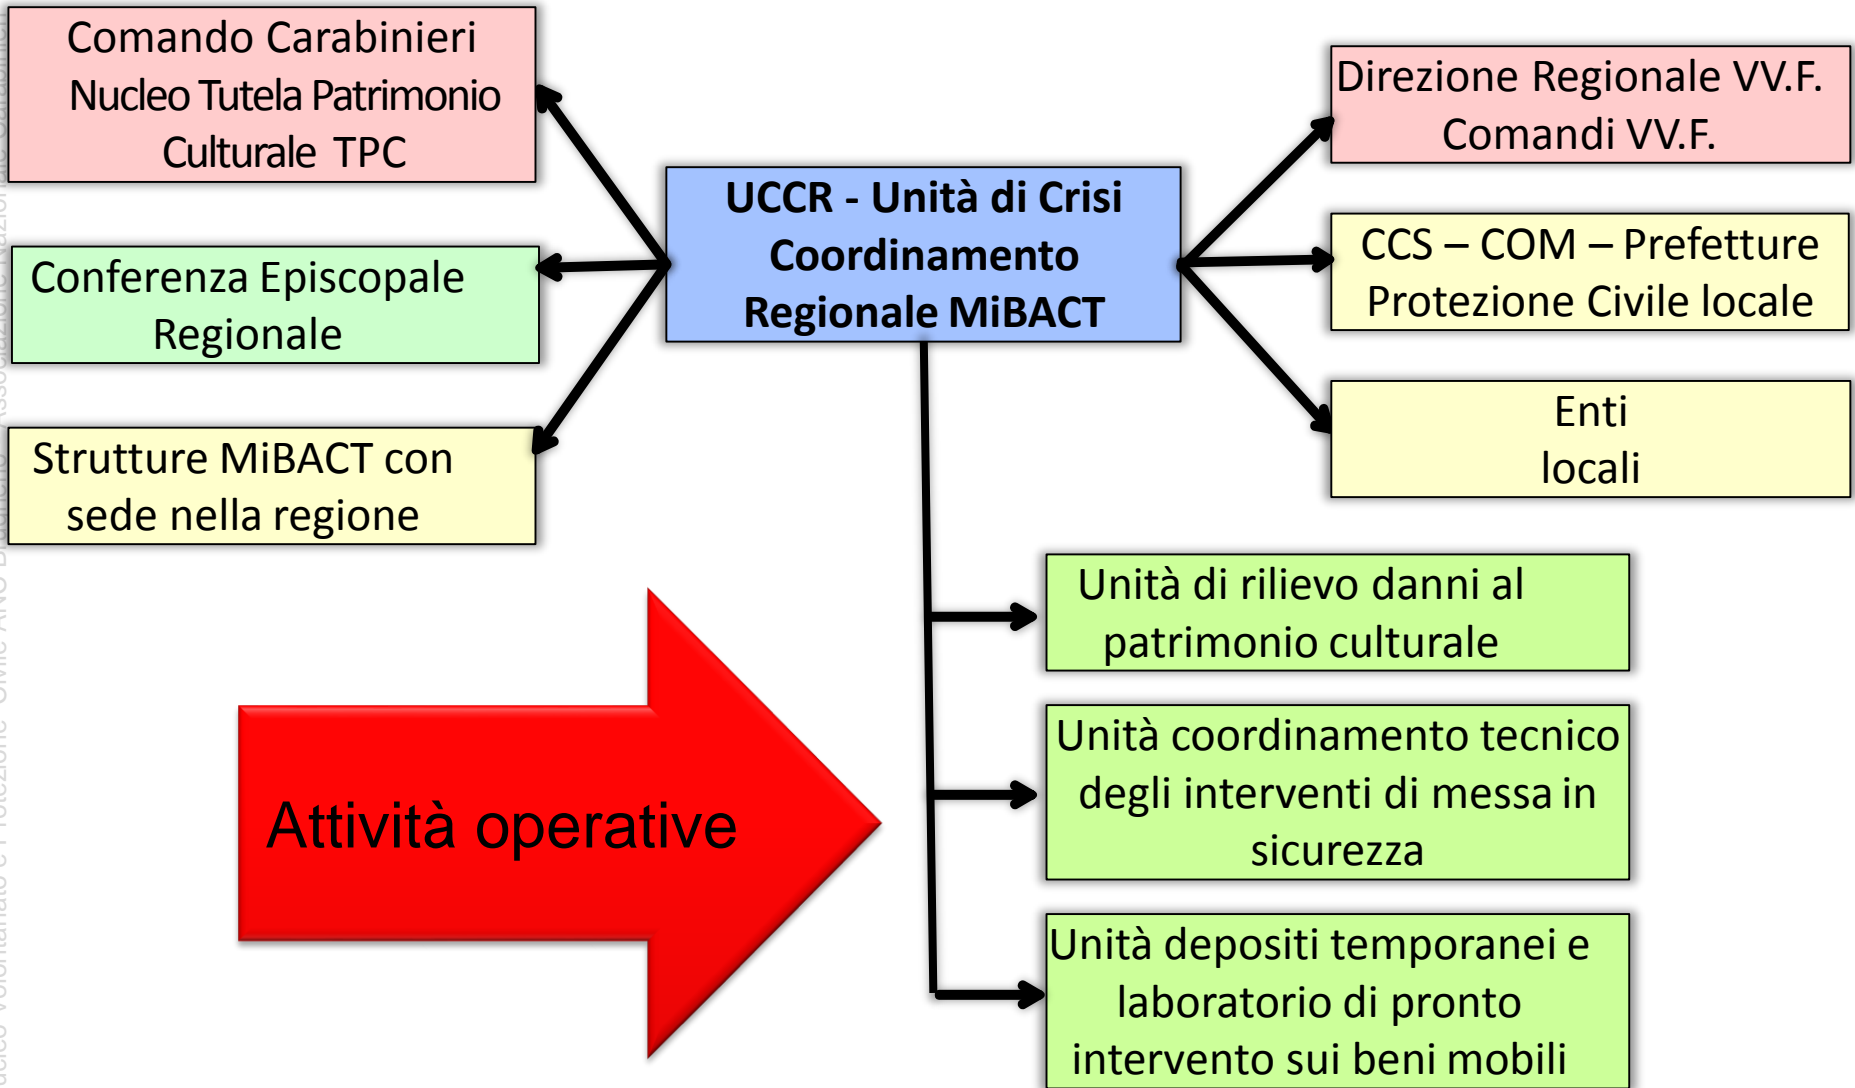 Comando Carabinieri
Nucleo Tutela Patrimonio
Culturale TPC
Conferenza Episcopale
Regionale
Strutture MiBACT con
sede nella regione
UCCR - Unità di Crisi
Coordinamento
Regionale MiBACT
Direzione Regionale VV.F.
Comandi VV.F.
CCS – COM – Prefetture
Protezione Civile locale
Enti
locali
Attività operative
Unità di rilievo danni al
patrimonio culturale
Unità coordinamento tecnico
degli interventi di messa in
sicurezza
Unità depositi temporanei e
laboratorio di pronto
intervento sui beni mobili